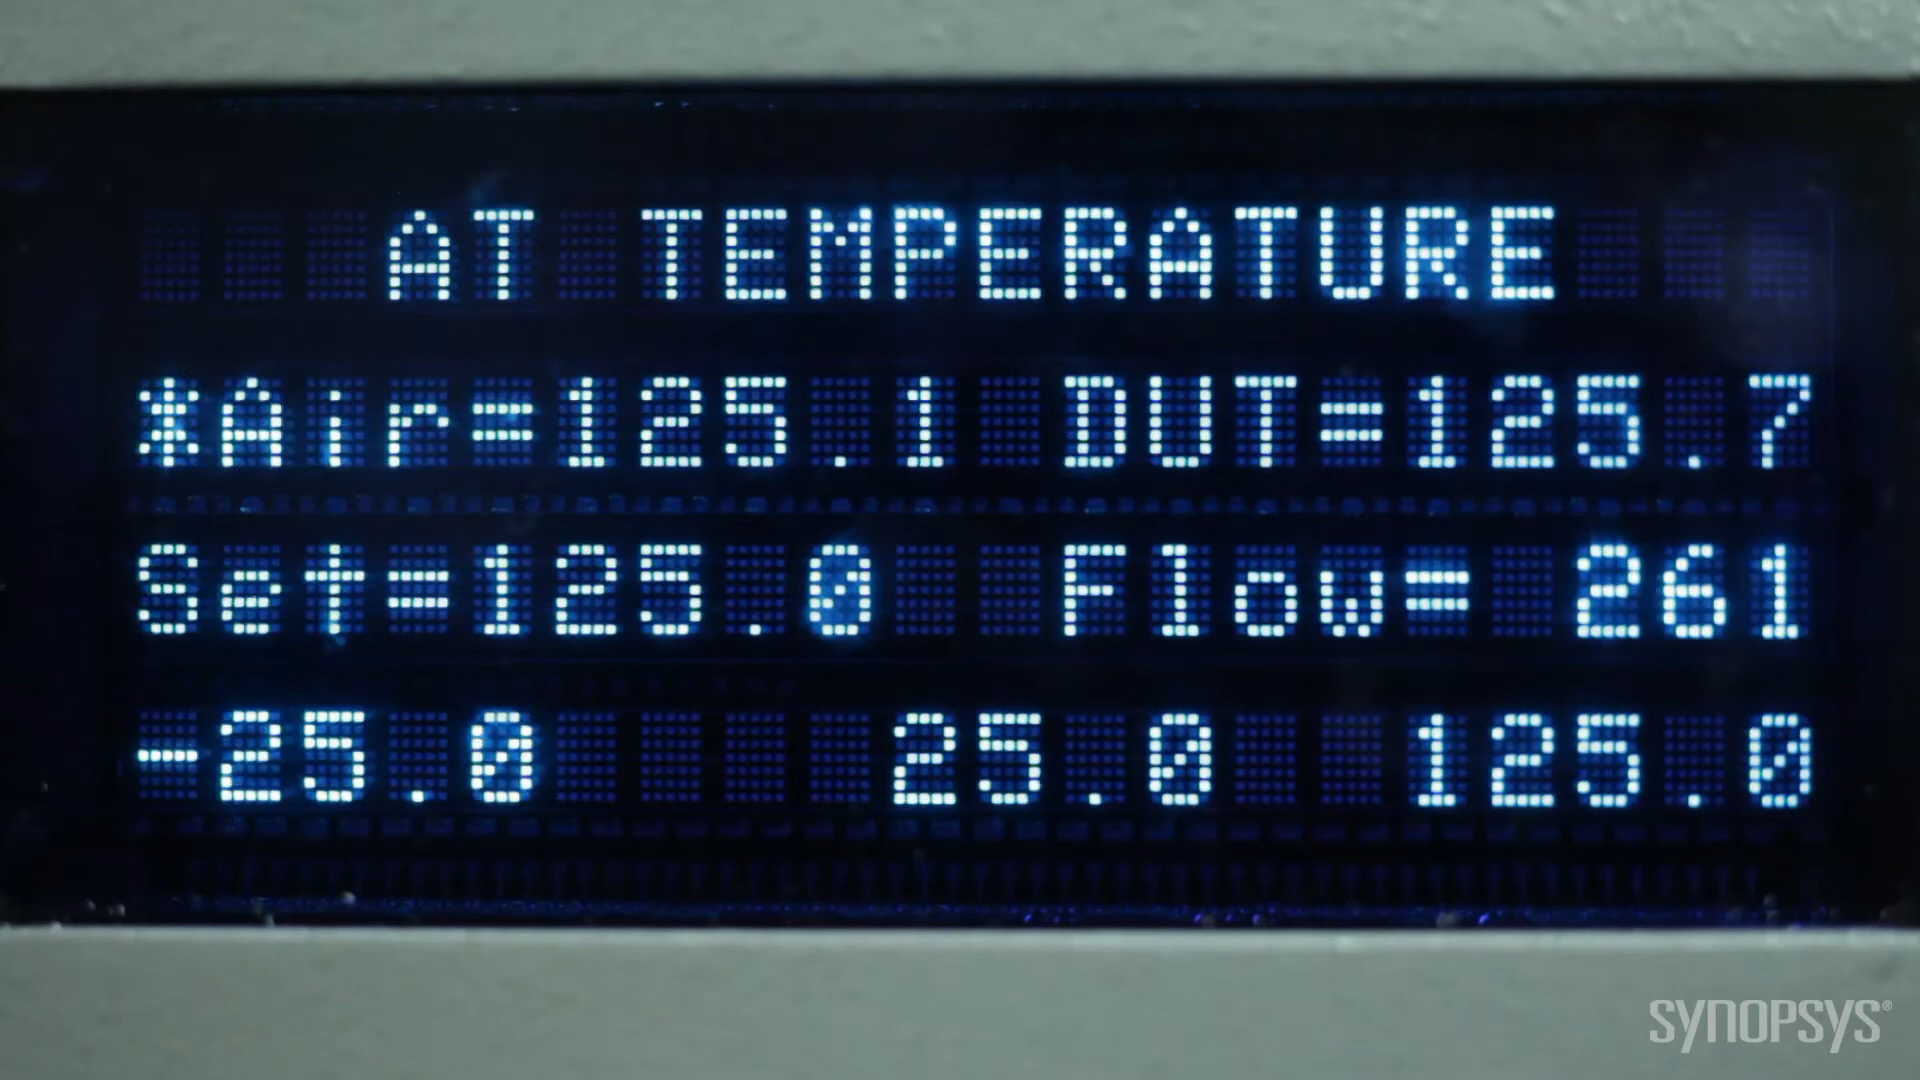 AT TEMPERATURE
*Air=125.1 DUT=125.7
Set=125.0 Flow= 261
-25.0 25.0 125.0
SYNOPSYS®